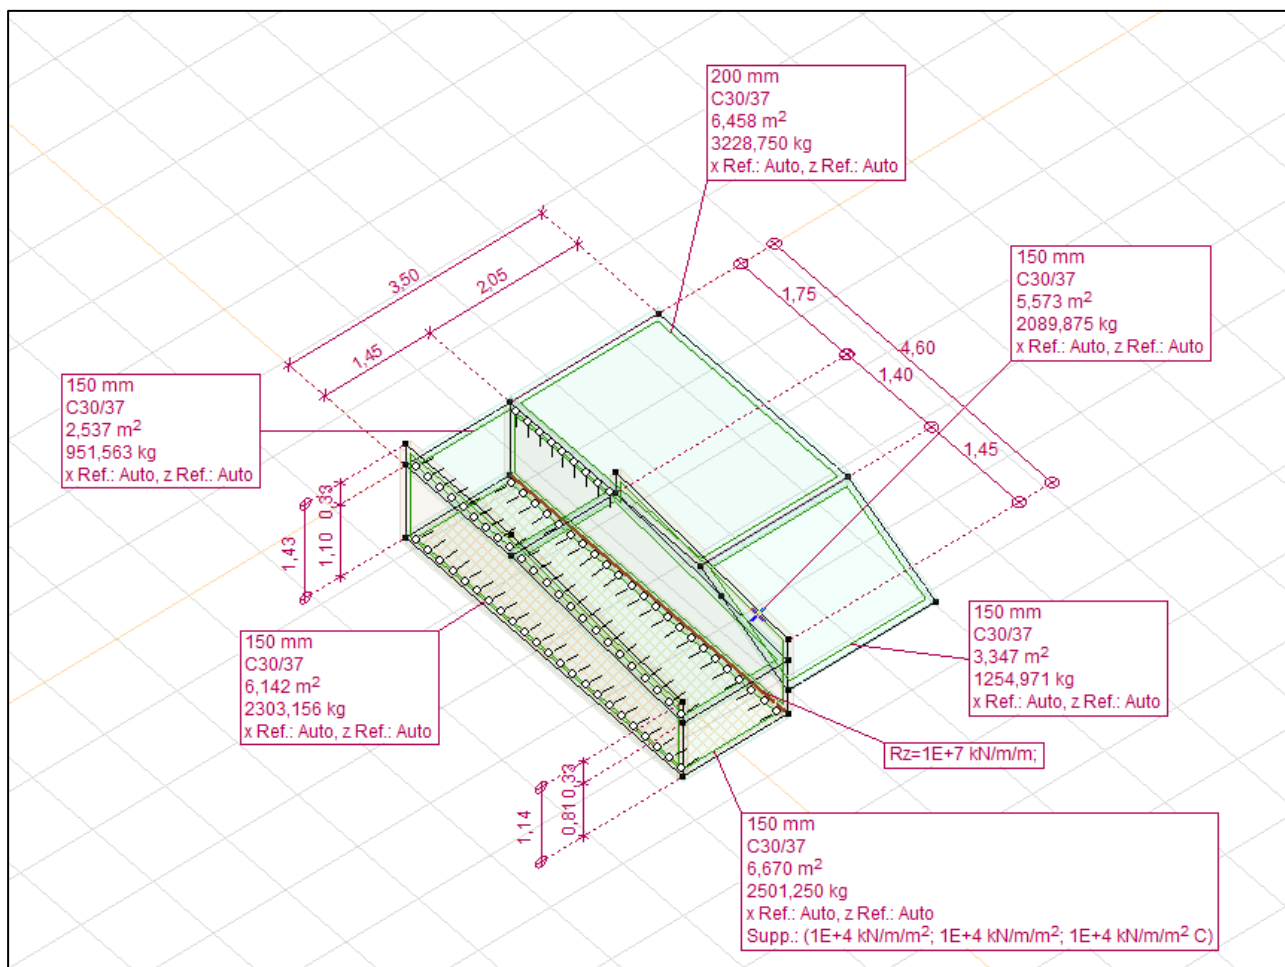 200 mm
C30/37
6,458 m²
3228,750 kg
x Ref.: Auto, z Ref.: Auto
150 mm
C30/37
5,573 m²
2089,875 kg
x Ref.: Auto, z Ref.: Auto
3,50
2,05
1,45
1,75
4,60
1,40
1,45
150 mm
C30/37
2,537 m²
951,563 kg
x Ref.: Auto, z Ref.: Auto
0,33
1,10
1,43
150 mm
C30/37
6,142 m²
2303,156 kg
x Ref.: Auto, z Ref.: Auto
150 mm
C30/37
3,347 m²
1254,971 kg
x Ref.: Auto, z Ref.: Auto
Rz=1E+7 kN/m/m;
0,33
0,81
1,14
150 mm
C30/37
6,670 m²
2501,250 kg
x Ref.: Auto, z Ref.: Auto
Supp.: (1E+4 kN/m/m²; 1E+4 kN/m/m²; 1E+4 kN/m/m² C)